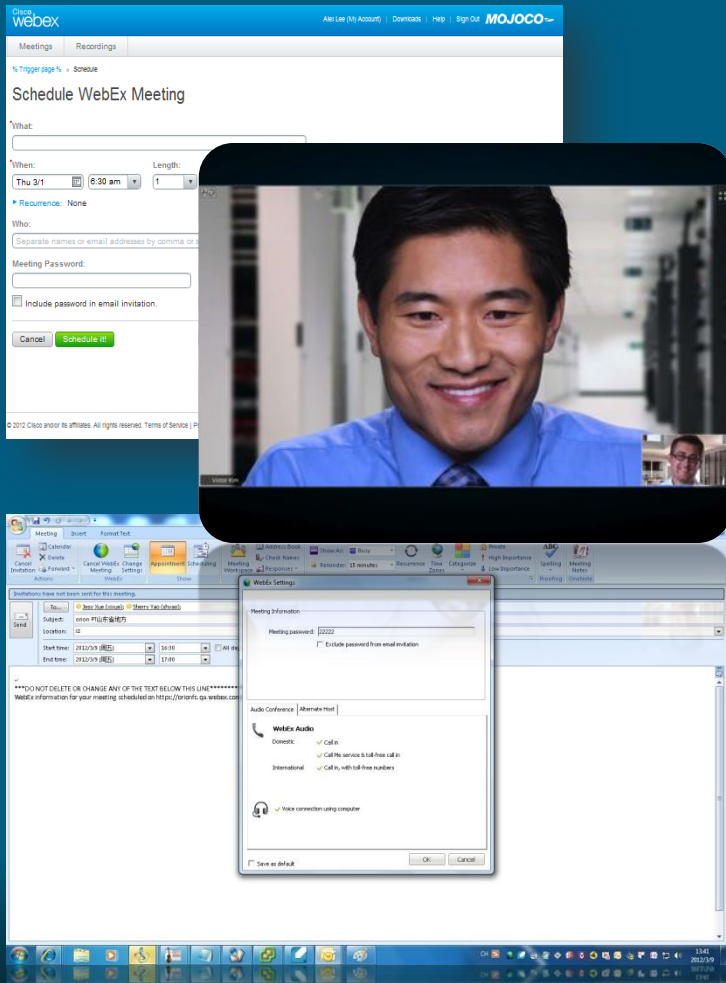 Cisco
webex
Alex Lee (My Account) | Downloads | Help | Sign Out MOJOCO
Meetings Recordings
% Trigger page % » Schedule
Schedule WebEx Meeting
*What:
*When: Length:
Thu 3/1 6:30 am 1
Recurrence: None
Who:
Separate names or email addresses by comma or s
Meeting Password:
Include password in email invitation.
Cancel Schedule it!
© 2012 Cisco and/or its affiliates. All rights reserved. Terms of Service | P
Victor Kim
Meeting Insert Format Text
Cancel Invitation
Calendar
Delete
Forward
Actions
Cancel WebEx Meeting
Change Settings
WebEx
Appointment
Scheduling
Show
Meeting Workspace
Address Book
Check Names
Responses
Show As: Busy
Reminder: 15 minutes
Recurrence
Time Zones
Categorize
Private
High Importance
Low Importance
Spelling
Proofing
Meeting Notes
OneNote
Invitations have not been sent for this meeting.
Send
To...
Subject: orion PT山东省地方
Location:
Start time: 2012/3/9 (周五) 16:30 All da
End time: 2012/3/9 (周五) 17:00
***DO NOT DELETE OR CHANGE ANY OF THE TEXT BELOW THIS LINE********
WebEx information for your meeting scheduled on https://orionfc.qa.webex.com
WebEx Settings
Meeting Information
Meeting password: 22222
Exclude password from email invitation
Audio Conference Alternate Host
WebEx Audio
Domestic Call in
Call Me service & toll-free call in
International Call in, with toll-free numbers
Voice connection using computer
Save as default OK Cancel
CH
13:41
2012/3/9